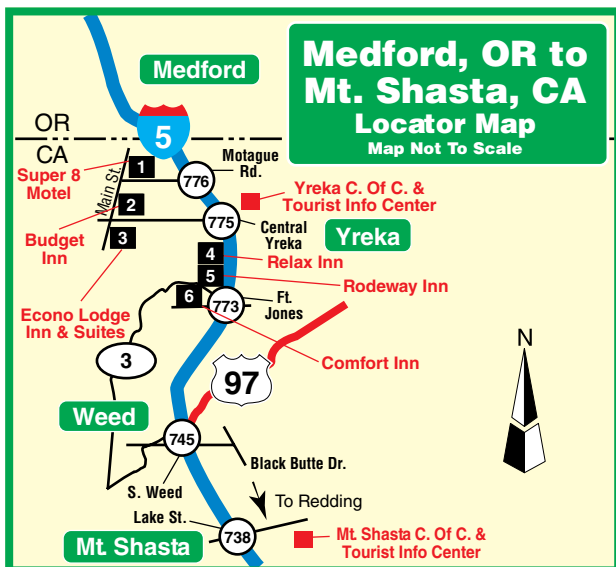 Medford, OR to
Mt. Shasta, CA
Locator Map
Map Not To Scale
Medford
OR
CA
5
Super 8
Motel
1
Main St.
2
Budget
Inn
3
Econo Lodge
Inn & Suites
Motague
Rd.
776
Yreka C. Of C. &
Tourist Info Center
775
Central
Yreka
Yreka
4
Relax Inn
5
Rodeway Inn
6
773
Ft.
Jones
Comfort Inn
3
97
N
Weed
745
S. Weed
Black Butte Dr.
To Redding
Lake St.
738
Mt. Shasta
Mt. Shasta C. Of C. &
Tourist Info Center